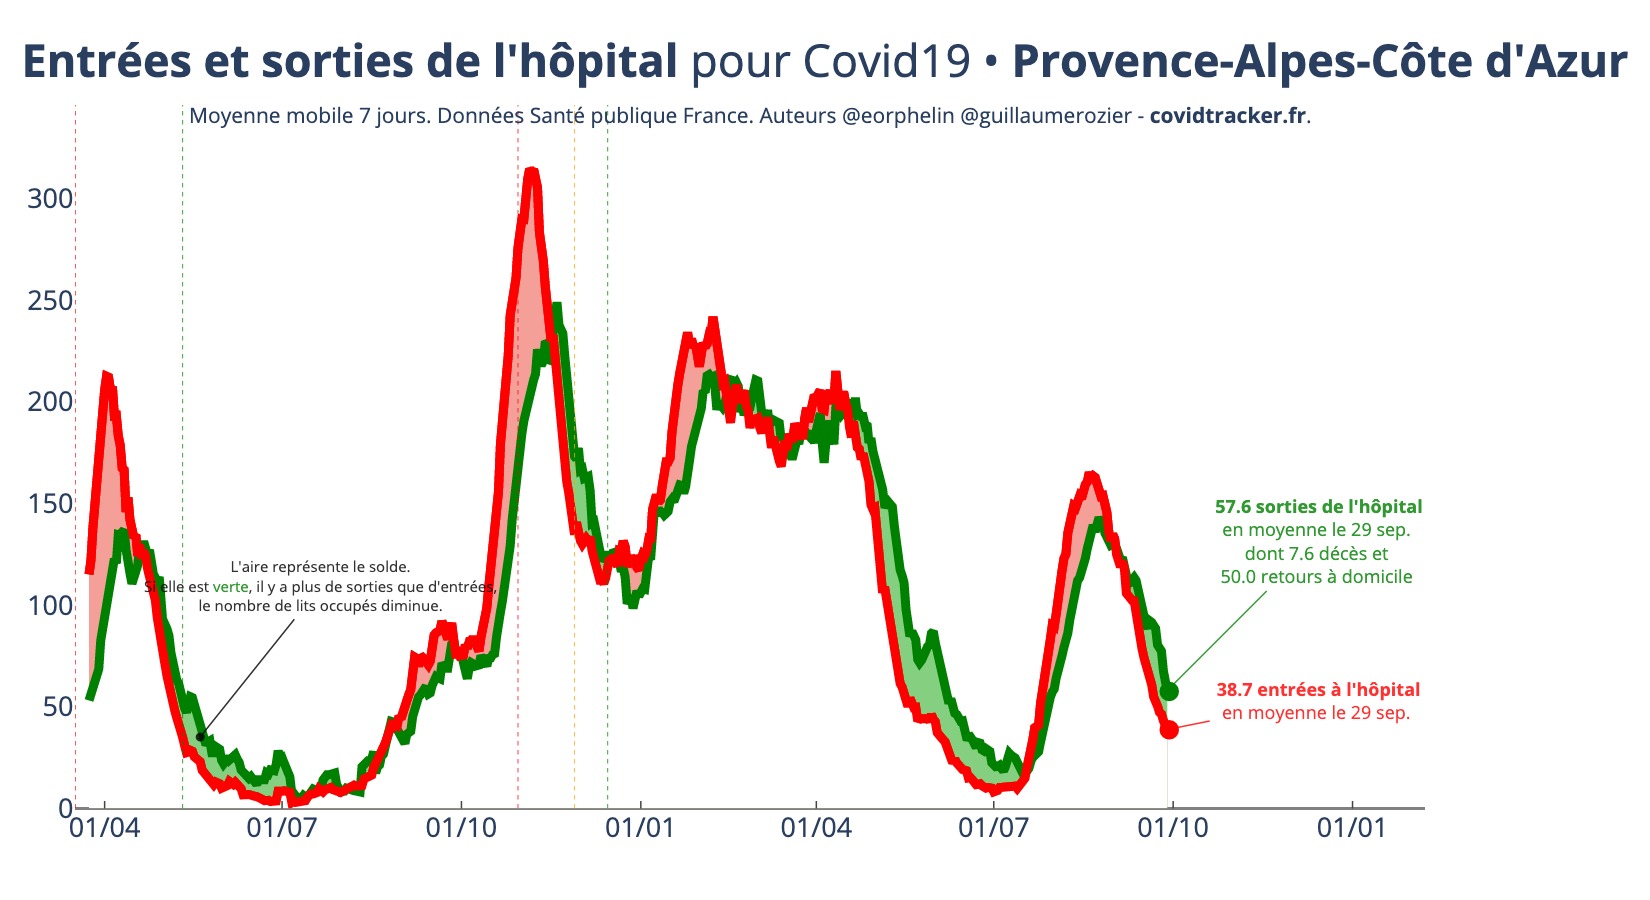 Entrées et sorties de l'hôpital pour Covid19 • Provence-Alpes-Côte d'Azur
Moyenne mobile 7 jours. Données Santé publique France. Auteurs @eorphelin @guillaumerozier - covidtracker.fr.
300
250
200
150
100
50
0
L'aire représente le solde.
Si elle est verte, il y a plus de sorties que d'entrées,
le nombre de lits occupés diminue.
57.6 sorties de l'hôpital
en moyenne le 29 sep.
dont 7.6 décès et
50.0 retours à domicile
38.7 entrées à l'hôpital
en moyenne le 29 sep.
01/04 01/07 01/10 01/01 01/04 01/07 01/10 01/01